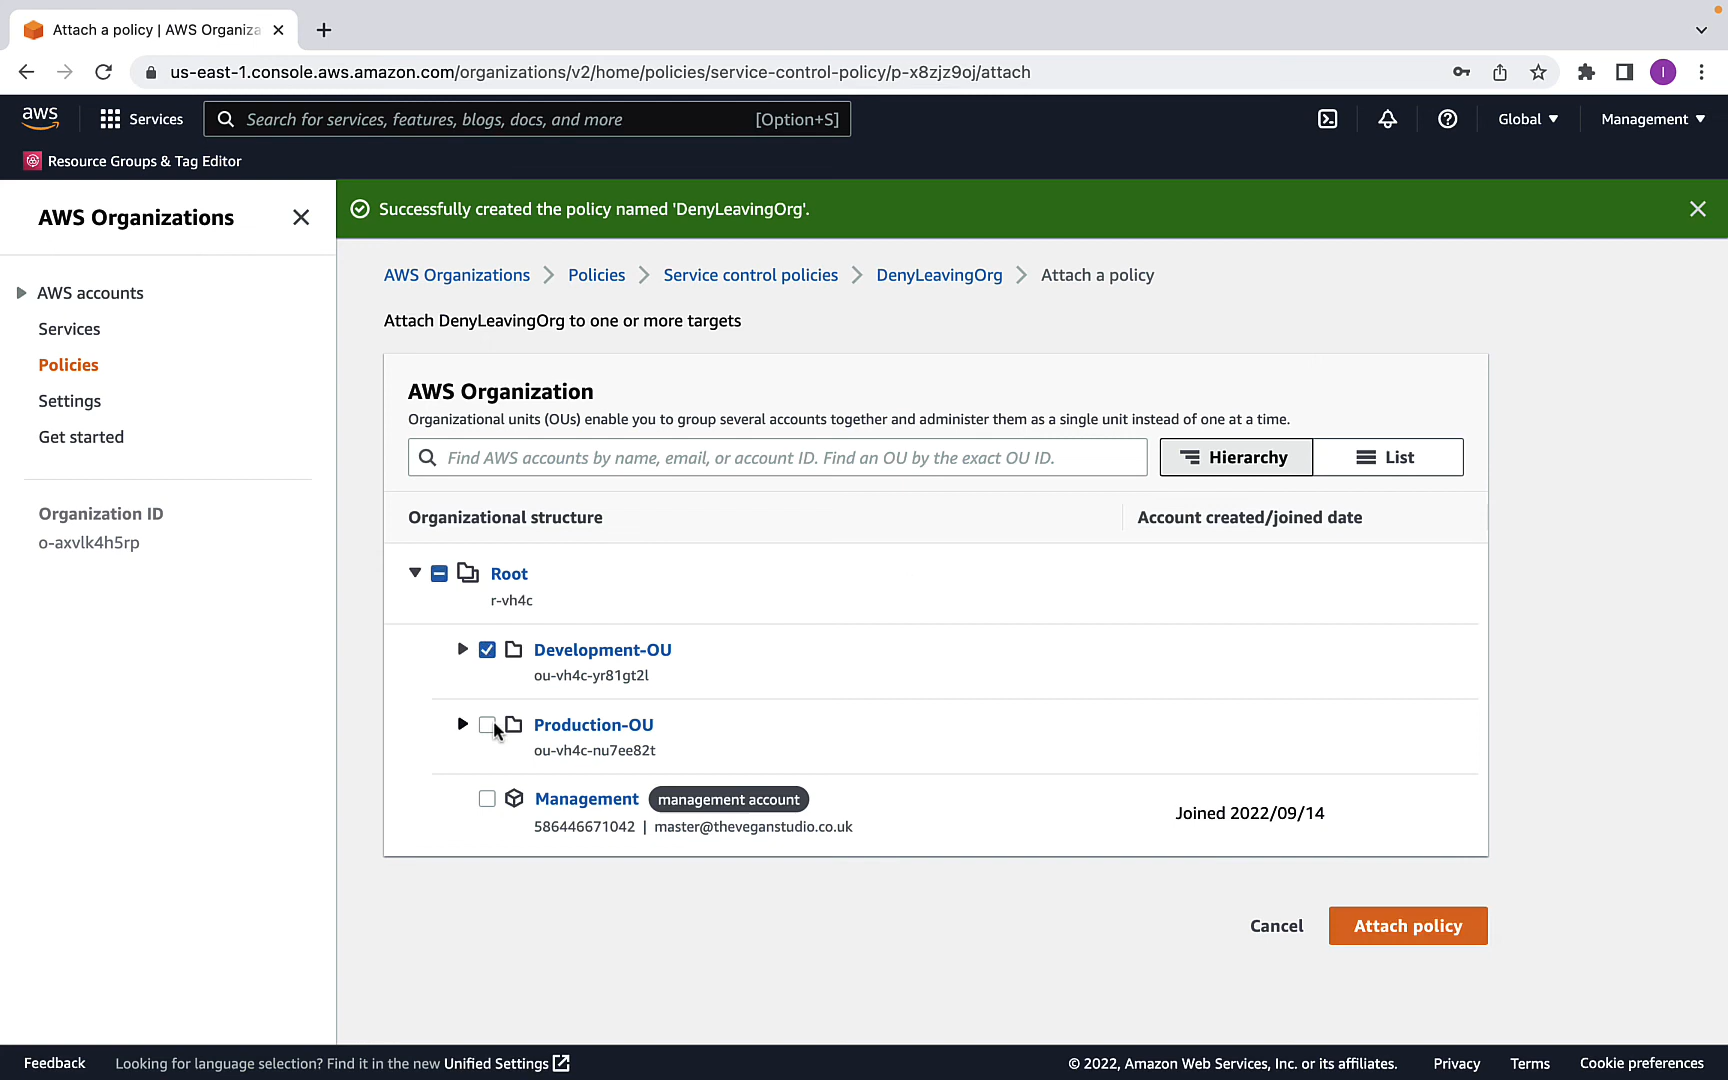 Attach a policy | AWS Organiza
us-east-1.console.aws.amazon.com/organizations/v2/home/policies/service-control-policy/p-x8zjz9oj/attach
I
aws
Services
Search for services, features, blogs, docs, and more
[Option+S]
Global
Management
Resource Groups & Tag Editor
AWS Organizations
AWS accounts
Services
Policies
Settings
Get started
Organization ID
o-axvlk4h5rp
Successfully created the policy named 'DenyLeavingOrg'.
AWS Organizations > Policies > Service control policies > DenyLeavingOrg > Attach a policy
Attach DenyLeavingOrg to one or more targets
AWS Organization
Organizational units (OUs) enable you to group several accounts together and administer them as a single unit instead of one at a time.
Find AWS accounts by name, email, or account ID. Find an OU by the exact OU ID.
Hierarchy
List
Organizational structure
Account created/joined date
Root
r-vh4c
Development-OU
ou-vh4c-yr81gt2l
Production-OU
ou-vh4c-nu7ee82t
Management management account
586446671042 | master@theveganstudio.co.uk
Joined 2022/09/14
Cancel
Attach policy
Feedback
Looking for language selection? Find it in the new Unified Settings
© 2022, Amazon Web Services, Inc. or its affiliates.
Privacy
Terms
Cookie preferences